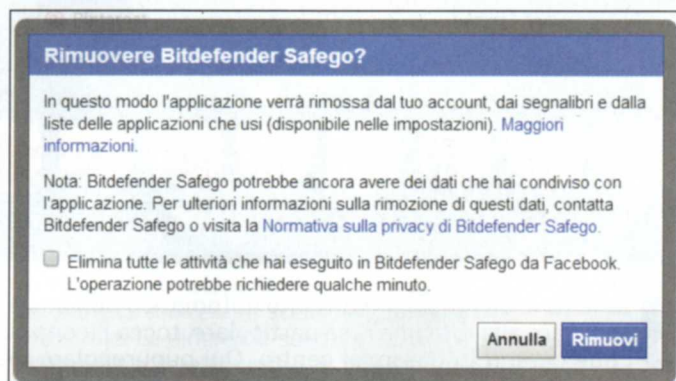 Pinterest
Rimuovere Bitdefender Safego?
In questo modo l'applicazione verrà rimossa dal tuo account, dai segnalibri e dalla
liste delle applicazioni che usi (disponibile nelle impostazioni). Maggiori
informazioni.
Nota: Bitdefender Safego potrebbe ancora avere dei dati che hai condiviso con
l'applicazione. Per ulteriori informazioni sulla rimozione di questi dati, contatta
Bitdefender Safego o visita la Normativa sulla privacy di Bitdefender Safego.
Elimina tutte le attività che hai eseguito in Bitdefender Safego da Facebook.
L'operazione potrebbe richiedere qualche minuto.
Annulla Rimuovi